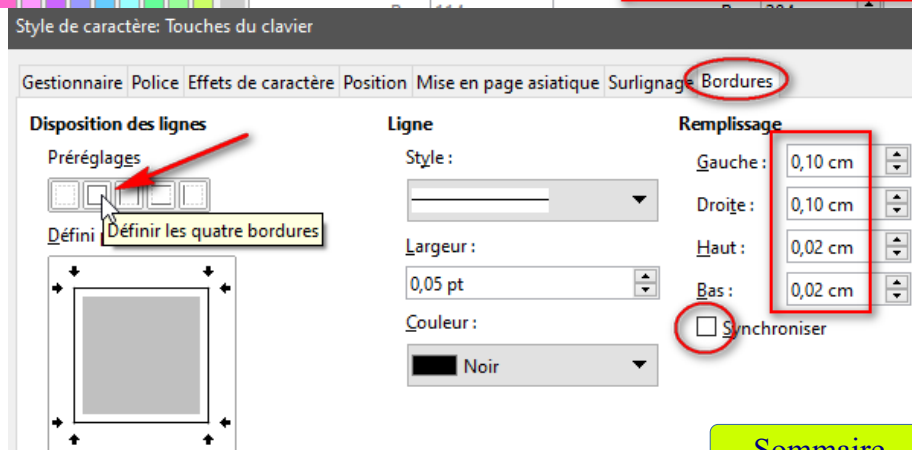 Style de caractère: Touches du clavier
Gestionnaire Police Effets de caractère Position Mise en page asiatique Surlignage Bordures
Disposition des lignes
Préréglages
Définir les quatre bordures
Défini
Ligne
Style :
Largeur :
0,05 pt
Couleur :
Noir
Remplissage
Gauche : 0,10 cm
Droite : 0,10 cm
Haut : 0,02 cm
Bas : 0,02 cm
Synchroniser
Sommaire